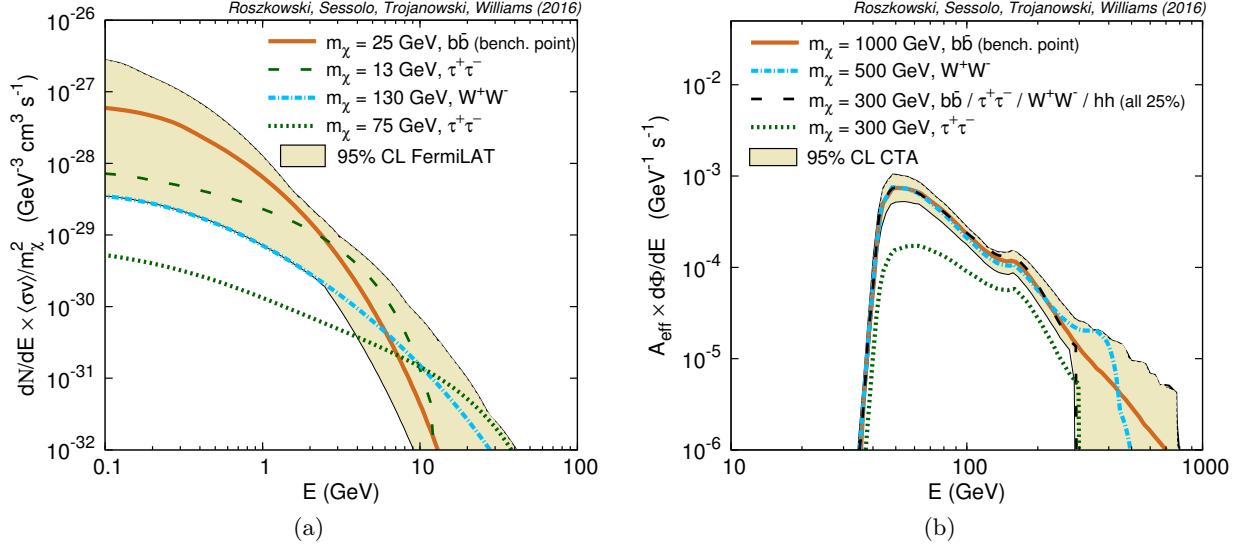 Roszkowski, Sessolo, Trojanowski, Williams (2016)
10⁻²⁶
10⁻²⁷
10⁻²⁸
10⁻²⁹
10⁻³⁰
10⁻³¹
10⁻³²
dN/dE × ⟨σv⟩/m²_χ (GeV⁻³ cm³ s⁻¹)
m_χ = 25 GeV, bb̄ (bench. point)
m_χ = 13 GeV, τ⁺τ⁻
m_χ = 130 GeV, W⁺W⁻
m_χ = 75 GeV, τ⁺τ⁻
95% CL FermiLAT
0.1 1 10 100
E (GeV)
(a)
Roszkowski, Sessolo, Trojanowski, Williams (2016)
10⁻²
10⁻³
10⁻⁴
10⁻⁵
10⁻⁶
A_eff × dΦ/dE (GeV⁻¹ s⁻¹)
m_χ = 1000 GeV, bb̄ (bench. point)
m_χ = 500 GeV, W⁺W⁻
m_χ = 300 GeV, bb̄ / τ⁺τ⁻ / W⁺W⁻ / hh (all 25%)
m_χ = 300 GeV, τ⁺τ⁻
95% CL CTA
10 100 1000
E (GeV)
(b)